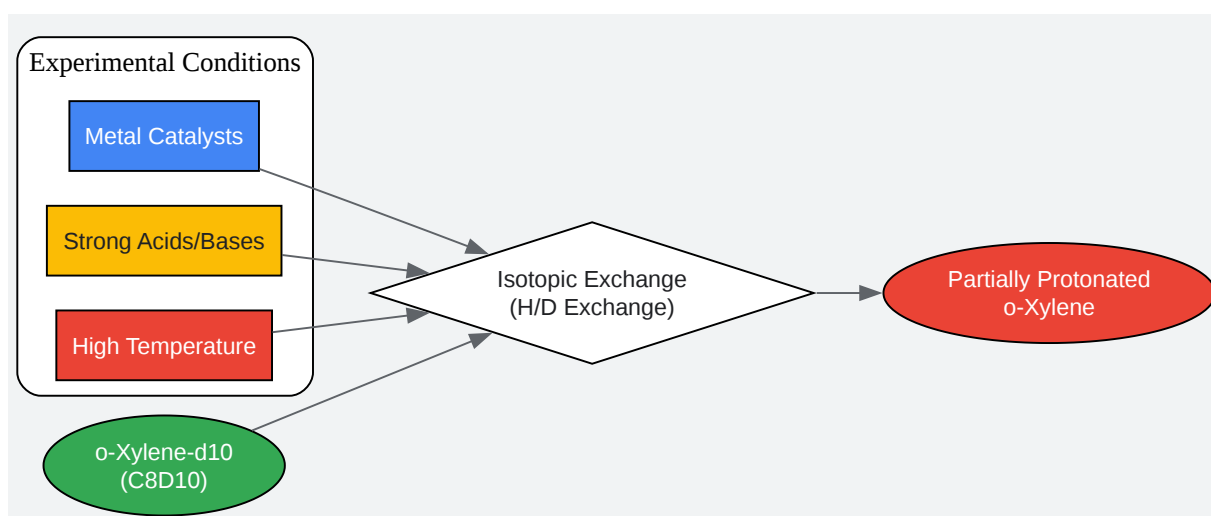 Experimental Conditions
Metal Catalysts
Strong Acids/Bases
High Temperature
o-Xylene-d10
(C8D10)
Isotopic Exchange
(H/D Exchange)
Partially Protonated
o-Xylene